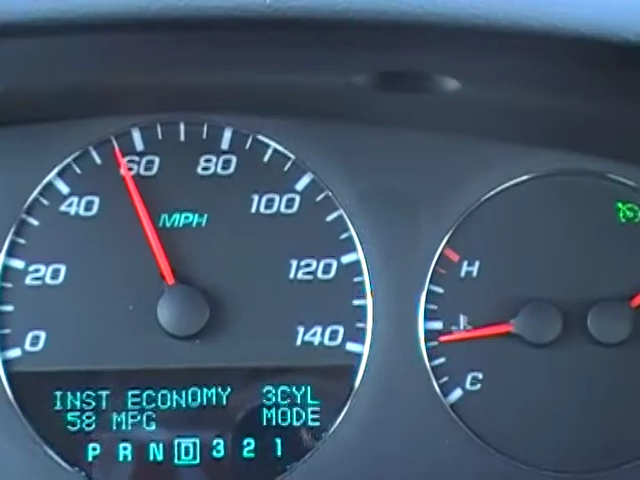 60 80
40 100
MPH
20 120
0 140
H
C
INST ECONOMY 3CYL
58 MPG MODE
P R N D 3 2 1